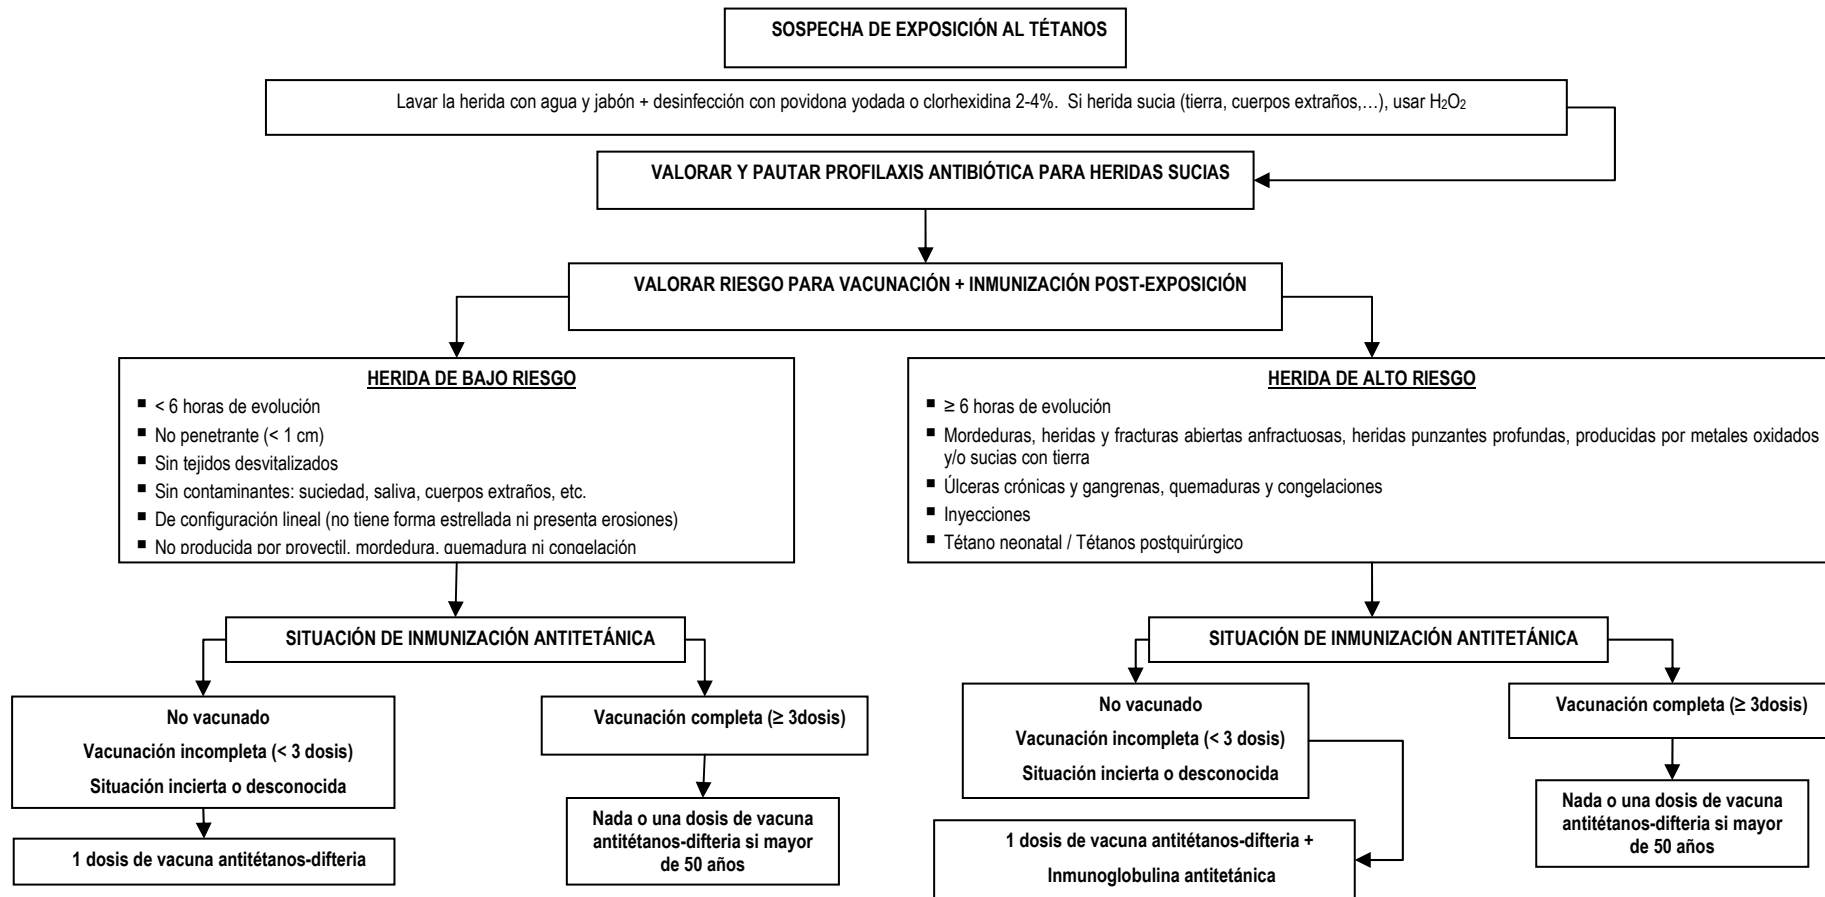 SOSPECHA DE EXPOSICIÓN AL TÉTANOS
Lavar la herida con agua y jabón + desinfección con povidona yodada o clorhexidina 2-4%. Si herida sucia (tierra, cuerpos extraños,…), usar H₂O₂
VALORAR Y PAUTAR PROFILAXIS ANTIBIÓTICA PARA HERIDAS SUCIAS
VALORAR RIESGO PARA VACUNACIÓN + INMUNIZACIÓN POST-EXPOSICIÓN
HERIDA DE BAJO RIESGO
▪ < 6 horas de evolución
▪ No penetrante (< 1 cm)
▪ Sin tejidos desvitalizados
▪ Sin contaminantes: suciedad, saliva, cuerpos extraños, etc.
▪ De configuración lineal (no tiene forma estrellada ni presenta erosiones)
▪ No producida por proyectil, mordedura, quemadura ni congelación
HERIDA DE ALTO RIESGO
▪ ≥ 6 horas de evolución
▪ Mordeduras, heridas y fracturas abiertas anfractuosas, heridas punzantes profundas, producidas por metales oxidados
y/o sucias con tierra
▪ Úlceras crónicas y gangrenas, quemaduras y congelaciones
▪ Inyecciones
▪ Tétano neonatal / Tétanos postquirúrgico
SITUACIÓN DE INMUNIZACIÓN ANTITETÁNICA
No vacunado
Vacunación incompleta (< 3 dosis)
Situación incierta o desconocida
1 dosis de vacuna antitétanos-difteria
Vacunación completa (≥ 3dosis)
Nada o una dosis de vacuna
antitétanos-difteria si mayor
de 50 años
SITUACIÓN DE INMUNIZACIÓN ANTITETÁNICA
No vacunado
Vacunación incompleta (< 3 dosis)
Situación incierta o desconocida
1 dosis de vacuna antitétanos-difteria +
Inmunoglobulina antitetánica
Vacunación completa (≥ 3dosis)
Nada o una dosis de vacuna
antitétanos-difteria si mayor
de 50 años